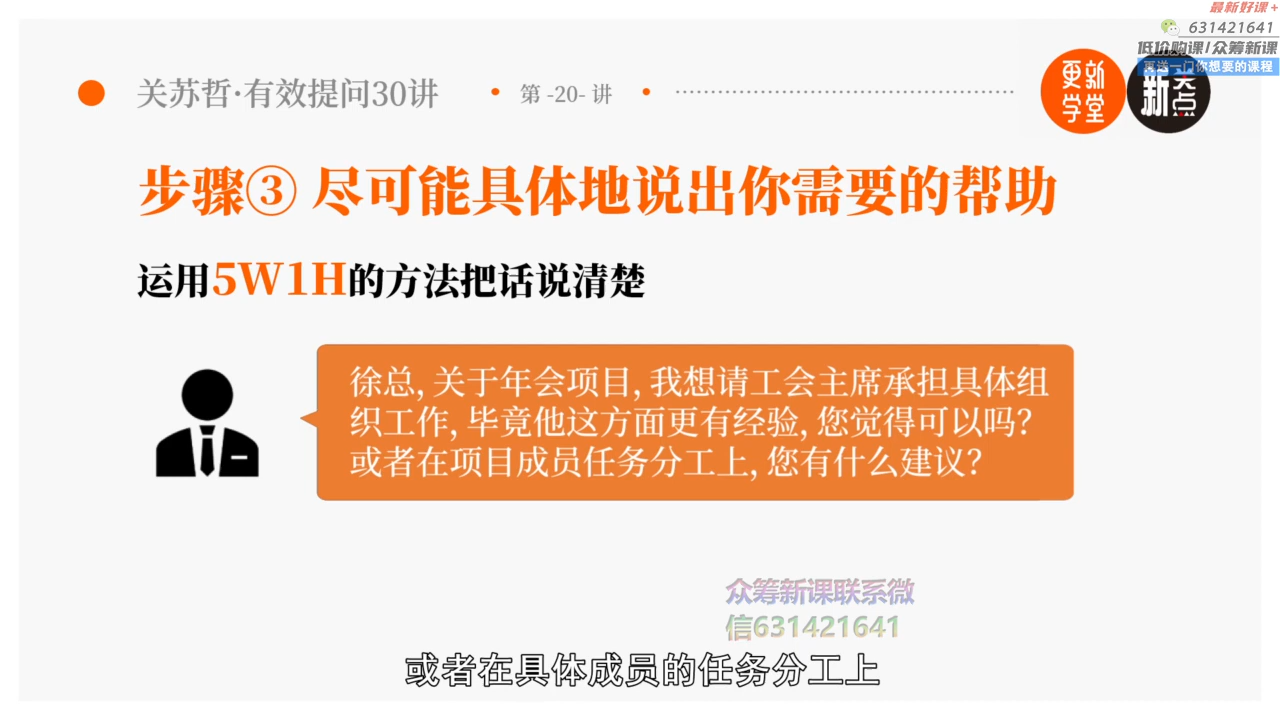 最新好课+
631421641
低价购课/众筹新课
再送一门你想要的课程
关苏哲·有效提问30讲
第 -20- 讲
更新
学堂
新
点
步骤③ 尽可能具体地说出你需要的帮助
运用5W1H的方法把话说清楚
徐总, 关于年会项目, 我想请工会主席承担具体组
织工作, 毕竟他这方面更有经验, 您觉得可以吗?
或者在项目成员任务分工上, 您有什么建议?
众筹新课联系微
信631421641
或者在具体成员的任务分工上